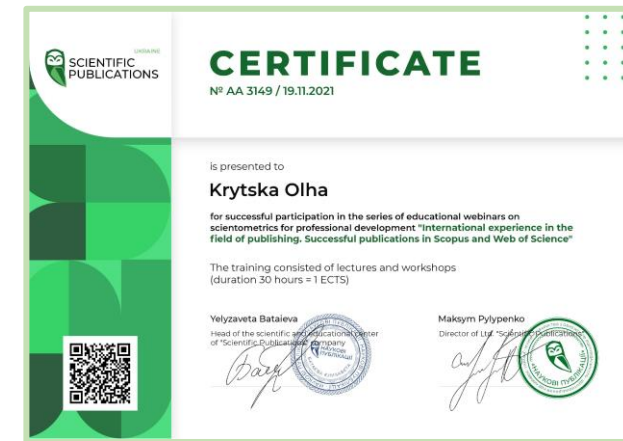 UKRAINE
SCIENTIFIC
PUBLICATIONS
CERTIFICATE
№ AA 3149 / 19.11.2021
is presented to
Krytska Olha
for successful participation in the series of educational webinars on
scientometrics for professional development "International experience in the
field of publishing. Successful publications in Scopus and Web of Science"
The training consisted of lectures and workshops
(duration 30 hours = 1 ECTS)
Yelyzaveta Bataieva
Head of the scientific and educational center
of "Scientific Publications" company
НАУКОВІ
ПУБЛІКАЦІЇ
Maksym Pylypenko
Director of Ltd. "Scientific Publications"
НАУКОВІ ПУБЛІКАЦІЇ